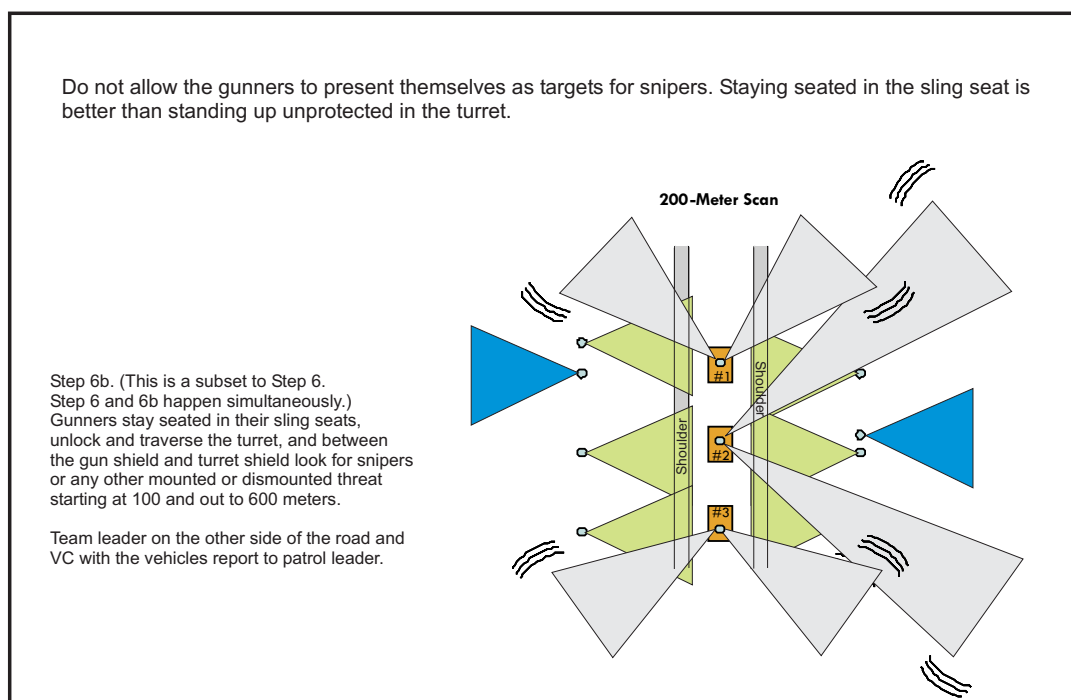 Do not allow the gunners to present themselves as targets for snipers. Staying seated in the sling seat is
better than standing up unprotected in the turret.
200-Meter Scan
Step 6b. (This is a subset to Step 6.
Step 6 and 6b happen simultaneously.)
Gunners stay seated in their sling seats,
unlock and traverse the turret, and between
the gun shield and turret shield look for snipers
or any other mounted or dismounted threat
starting at 100 and out to 600 meters.
Team leader on the other side of the road and
VC with the vehicles report to patrol leader.
#1
Shoulder
Shoulder
#2
#3